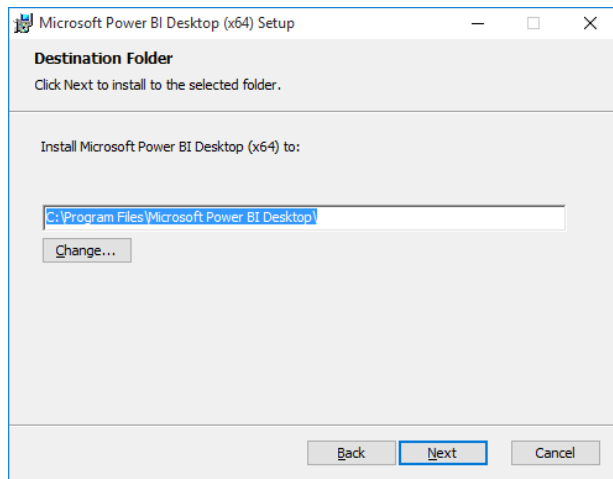 Microsoft Power BI Desktop (x64) Setup
Destination Folder
Click Next to install to the selected folder.
Install Microsoft Power BI Desktop (x64) to:
C:\Program Files\Microsoft Power BI Desktop\
Change...
Back Next Cancel